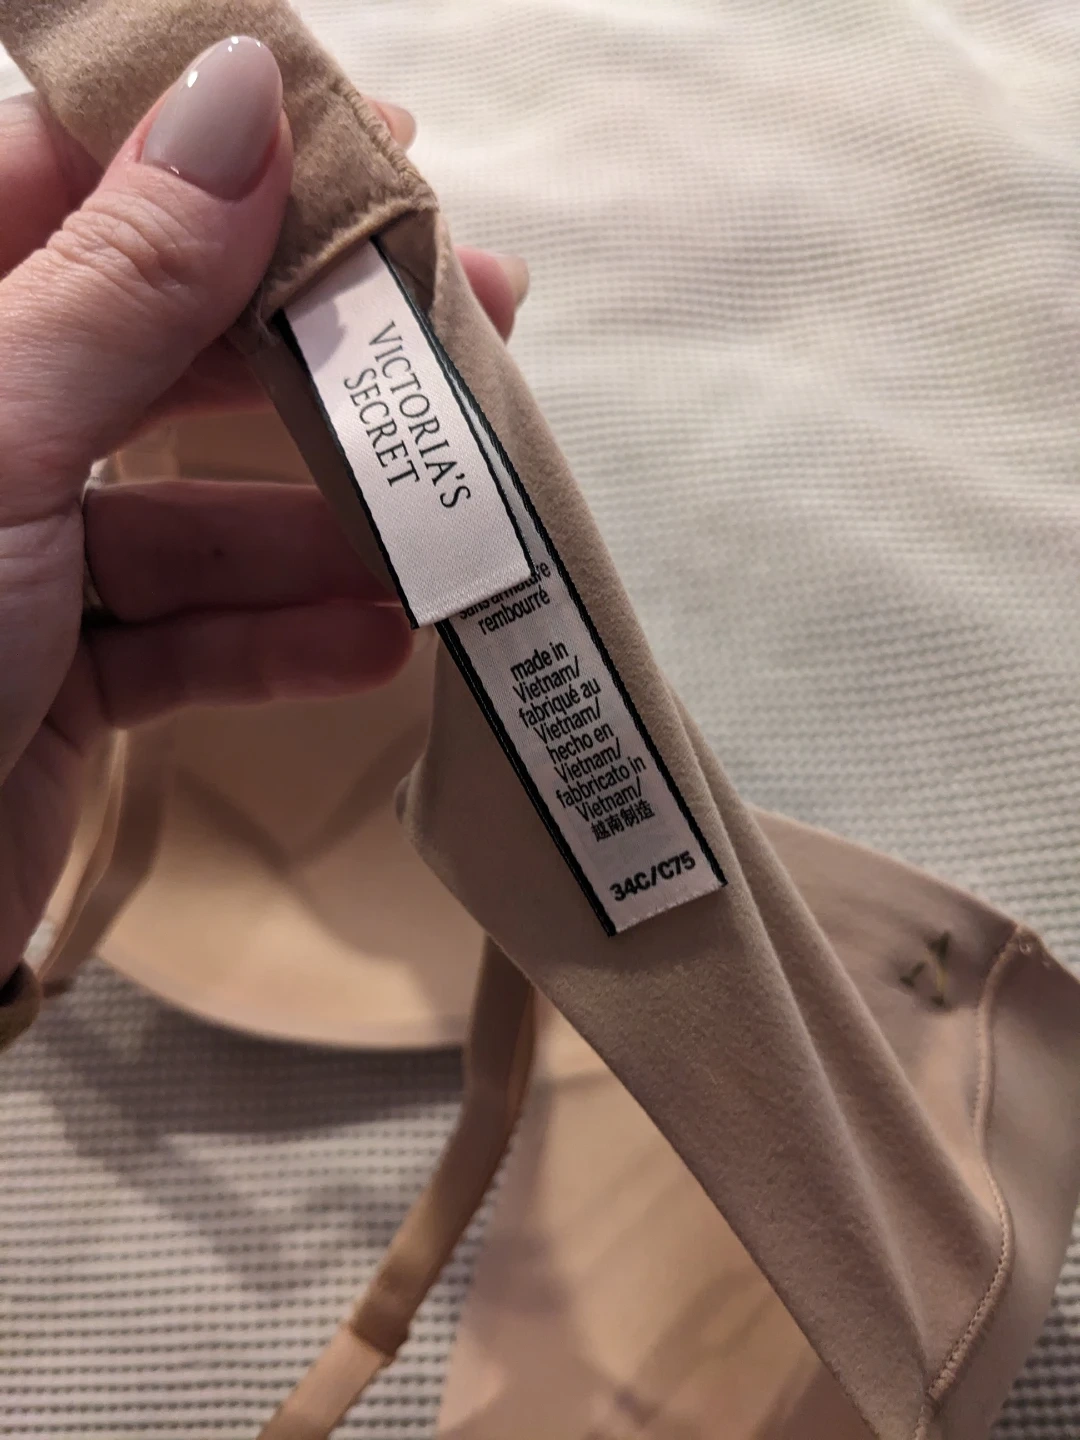 VICTORIA'S
SECRET
rembourré
made in
Vietnam/
fabriqué au
Vietnam/
hecho en
Vietnam/
fabbricato in
Vietnam/
越南制造
34C/C75